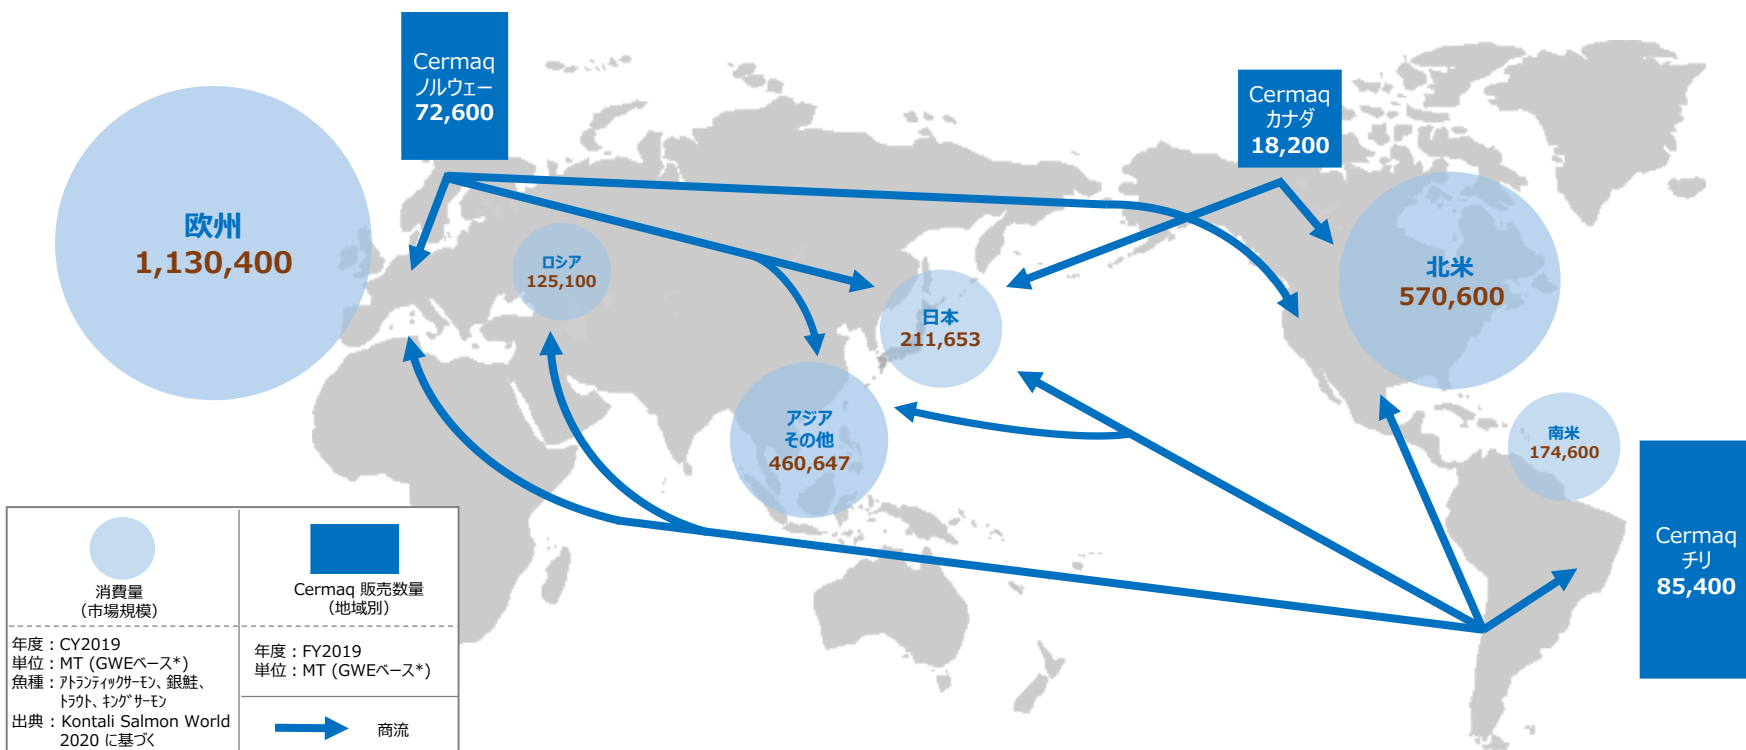 Cermaq
ノルウェー
72,600
Cermaq
カナダ
18,200
欧州
1,130,400
ロシア
125,100
北米
570,600
日本
211,653
アジア
その他
460,647
南米
174,600
Cermaq
チリ
85,400
消費量
(市場規模)
Cermaq 販売数量
(地域別)
年度：CY2019
単位：MT (GWEベース*)
魚種：ｱﾄﾗﾝﾃｨｯｸｻｰﾓﾝ、銀鮭、
ﾄﾗｳﾄ、ｷﾝｸﾞｻｰﾓﾝ
出典：Kontali Salmon World
2020 に基づく
年度：FY2019
単位：MT (GWEベース*)
商流